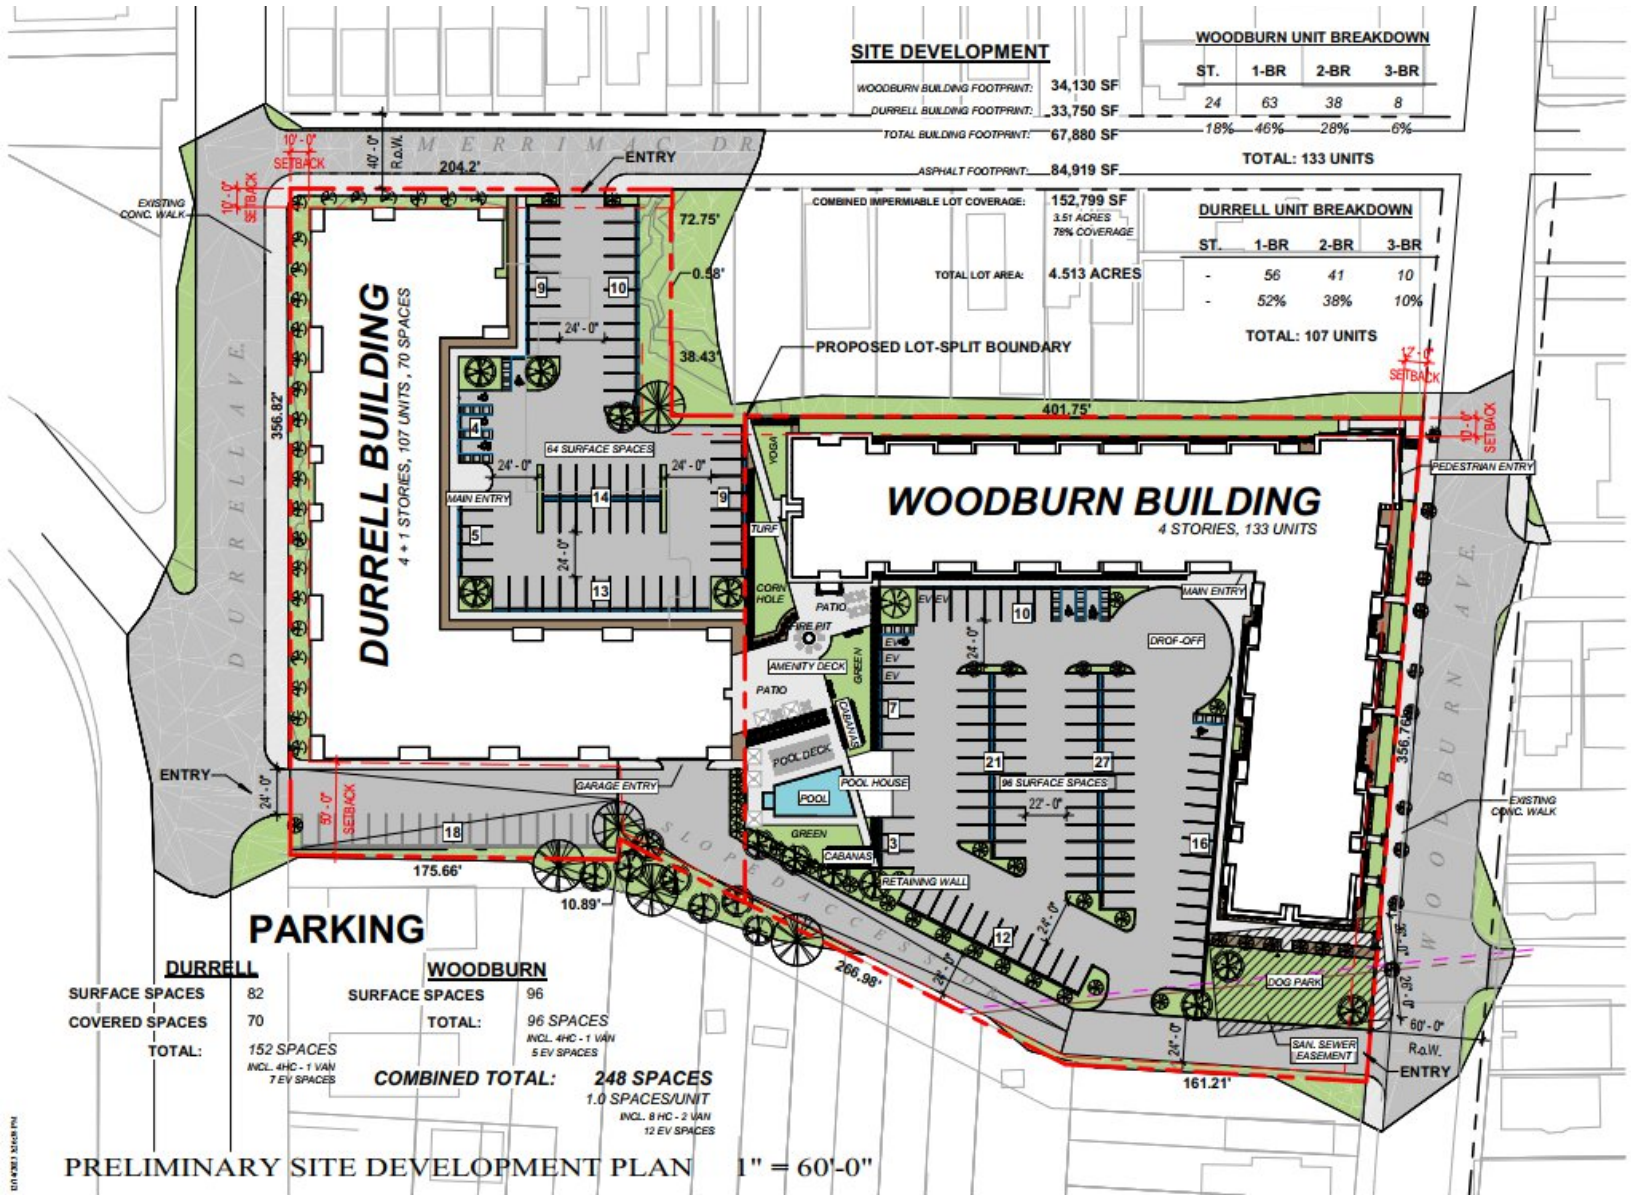 SITE DEVELOPMENT
WOODBURN BUILDING FOOTPRINT: 34,130 SF
DURRELL BUILDING FOOTPRINT: 33,750 SF
TOTAL BUILDING FOOTPRINT: 67,880 SF
ASPHALT FOOTPRINT: 84,919 SF
COMBINED IMPERMIABLE LOT COVERAGE: 152,799 SF
3.51 ACRES
78% COVERAGE
TOTAL LOT AREA: 4.513 ACRES
WOODBURN UNIT BREAKDOWN
ST. 1-BR 2-BR 3-BR
24 63 38 8
18% 46% 28% 6%
TOTAL: 133 UNITS
DURRELL UNIT BREAKDOWN
ST. 1-BR 2-BR 3-BR
- 56 41 10
- 52% 38% 10%
TOTAL: 107 UNITS
MERRIMAC DR.
40'-0"
R.o.W.
204.2'
ENTRY
10'-0"
SETBACK
10'-0"
SETBACK
EXISTING
CONC. WALK
72.75'
0.58'
38.43'
9
10
24'-0"
PROPOSED LOT-SPLIT BOUNDARY
401.75'
12'-0"
SETBACK
10'-0"
SETBACK
DURRELL AVE.
356.82'
DURRELL BUILDING
4 + 1 STORIES, 107 UNITS, 70 SPACES
4
64 SURFACE SPACES
24'-0"
24'-0"
MAIN ENTRY
14
9
5
24'-0"
13
YOGA
TURF
CORN
HOLE
PATIO
FIRE PIT
AMENITY DECK
GREEN
PATIO
CABANAS
POOL DECK
POOL
POOL HOUSE
GREEN
CABANAS
RETAINING WALL
WOODBURN BUILDING
4 STORIES, 133 UNITS
PEDESTRIAN ENTRY
MAIN ENTRY
DROP-OFF
EV EV
10
EV
EV
EV
24'-0"
7
21
27
96 SURFACE SPACES
22'-0"
3
16
12
24'-0"
WOODBURN AVE.
356.76'
EXISTING
CONC. WALK
ENTRY
24'-0"
50'-0"
SETBACK
GARAGE ENTRY
18
175.66'
10.89'
SLOPED ACCESS DR.
266.98'
24'-0"
DOG PARK
SAN. SEWER
EASEMENT
26'-0"
60'-0"
R.o.W.
24'-0"
161.21'
ENTRY
PARKING
DURRELL
SURFACE SPACES 82
COVERED SPACES 70
TOTAL: 152 SPACES
INCL. 4HC - 1 VAN
7 EV SPACES
WOODBURN
SURFACE SPACES 96
TOTAL: 96 SPACES
INCL. 4HC - 1 VAN
5 EV SPACES
COMBINED TOTAL: 248 SPACES
1.0 SPACES/UNIT
INCL. 8 HC - 2 VAN
12 EV SPACES
PRELIMINARY SITE DEVELOPMENT PLAN 1" = 60'-0"